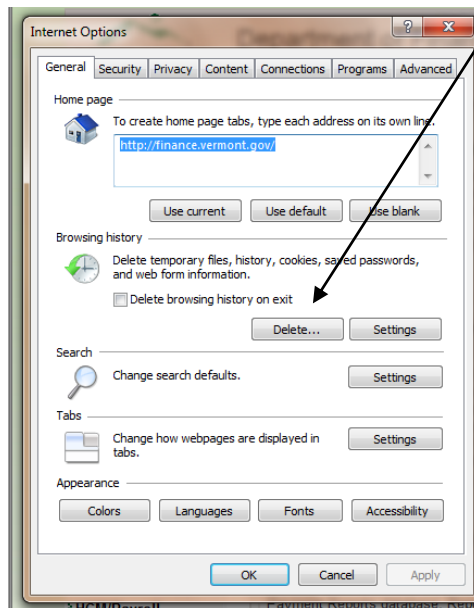 Internet Options
General Security Privacy Content Connections Programs Advanced
Home page
To create home page tabs, type each address on its own line.
http://finance.vermont.gov/
Use current Use default Use blank
Browsing history
Delete temporary files, history, cookies, saved passwords,
and web form information.
Delete browsing history on exit
Delete... Settings
Search
Change search defaults. Settings
Tabs
Change how webpages are displayed in
tabs.
Settings
Appearance
Colors Languages Fonts Accessibility
OK Cancel Apply
HCM/Payroll